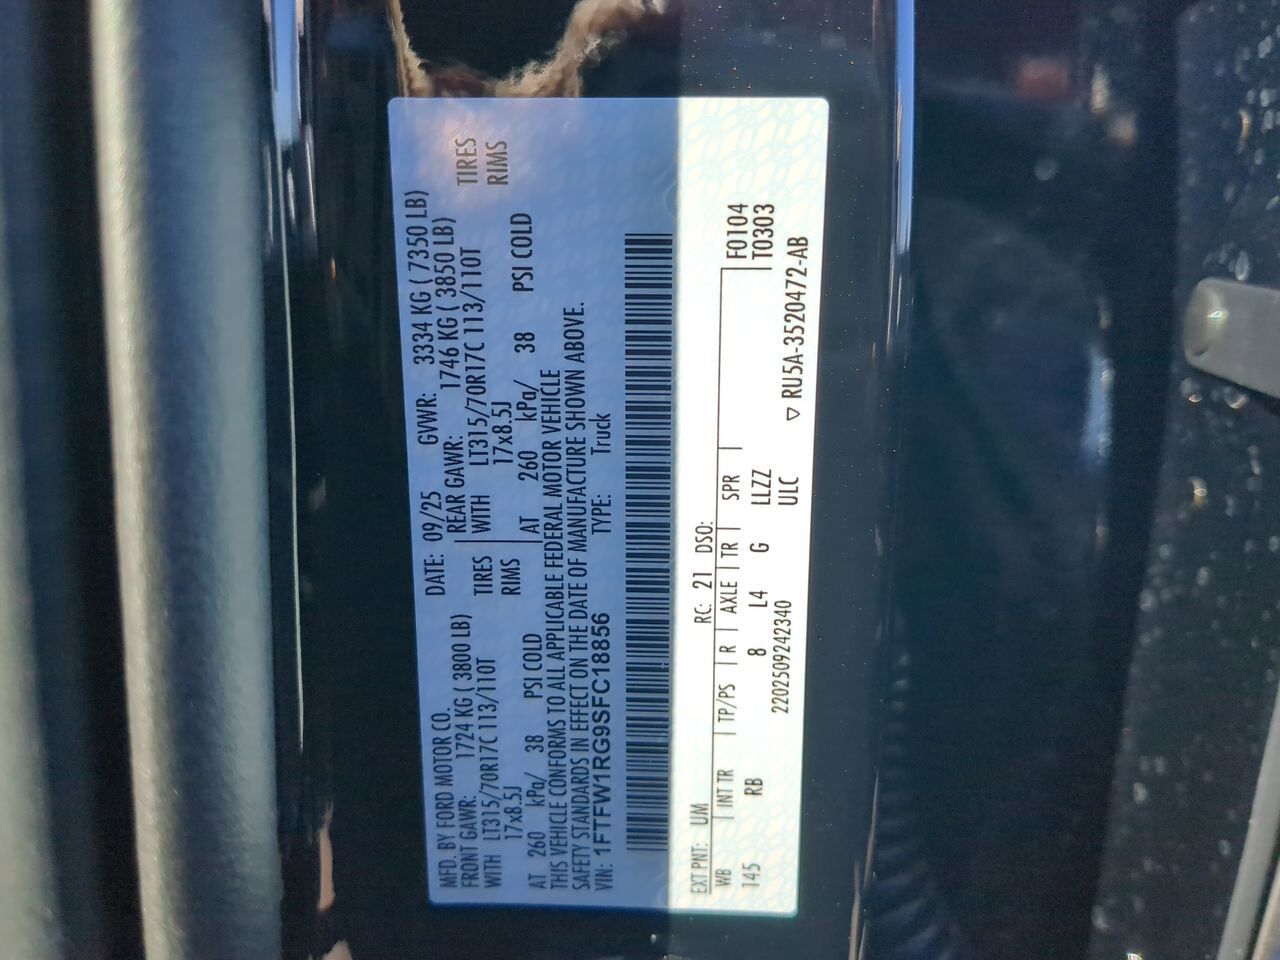 MFD. BY FORD MOTOR CO.
DATE: 09/25 GVWR: 3334 KG ( 7350 LB)
FRONT GAWR: 1724 KG ( 3800 LB)
REAR GAWR: 1746 KG ( 3850 LB)
WITH LT315/70R17C 113/110T TIRES
WITH LT315/70R17C 113/110T TIRES
17x8.5J RIMS
17x8.5J RIMS
AT 260 kPa/ 38 PSI COLD
AT 260 kPa/ 38 PSI COLD
THIS VEHICLE CONFORMS TO ALL APPLICABLE FEDERAL MOTOR VEHICLE
SAFETY STANDARDS IN EFFECT ON THE DATE OF MANUFACTURE SHOWN ABOVE.
VIN: 1FTFW1RG9SFC18856 TYPE: Truck
EXT PNT: UM RC: 21 DSO:
WB INT TR TP/PS R AXLE TR SPR F0104
145 RB 8 L4 G LLZZ T0303
2202509242340 ULC ▽ RU5A-3520472-AB